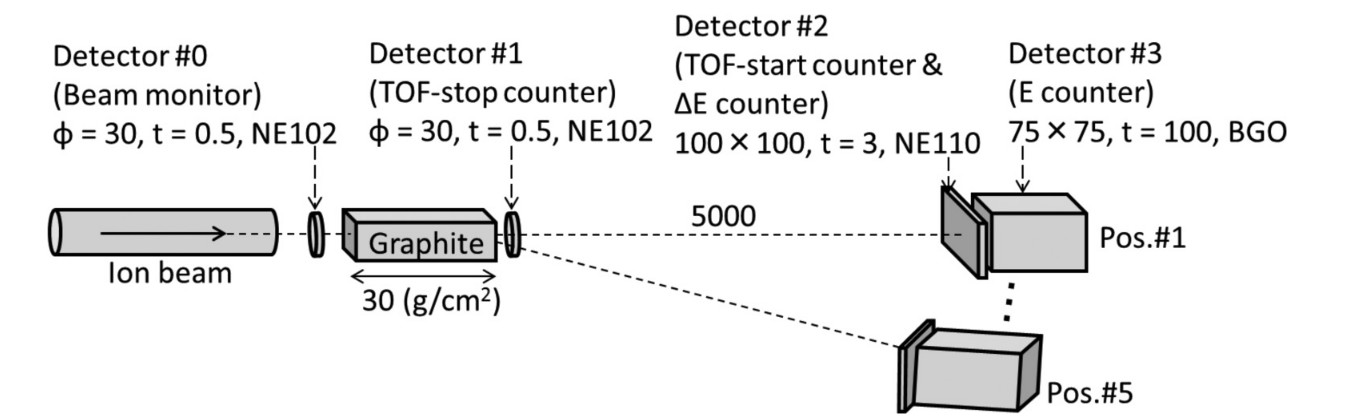 Detector #0
(Beam monitor)
ϕ = 30, t = 0.5, NE102
Detector #1
(TOF-stop counter)
ϕ = 30, t = 0.5, NE102
Detector #2
(TOF-start counter &
ΔE counter)
100 × 100, t = 3, NE110
Detector #3
(E counter)
75 × 75, t = 100, BGO
Ion beam
Graphite
30 (g/cm²)
5000
Pos.#1
Pos.#5